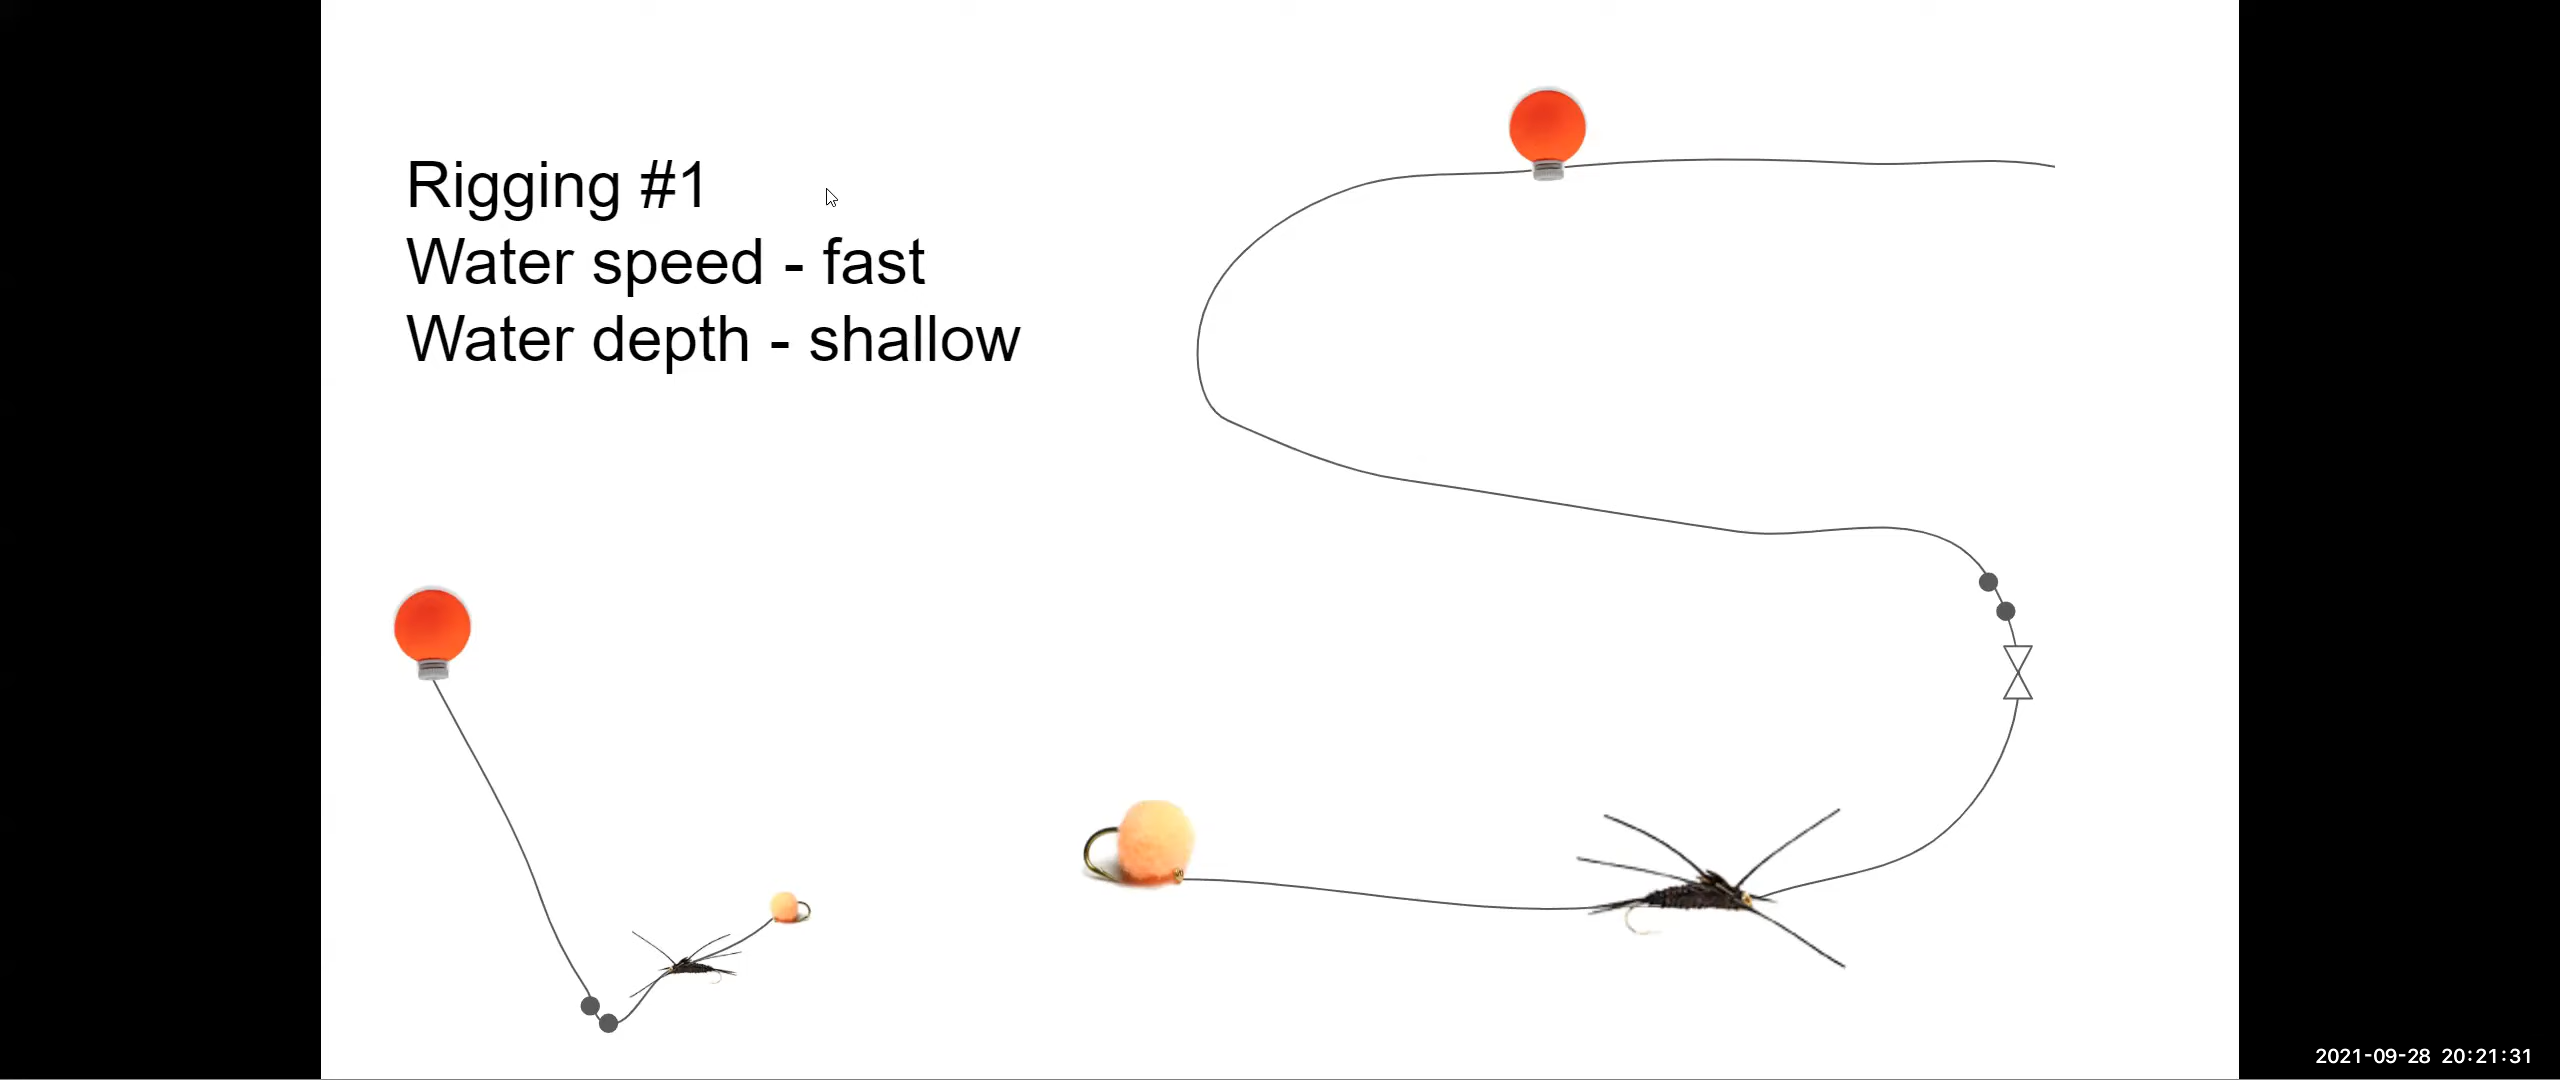 Rigging #1
Water speed - fast
Water depth - shallow
2021-09-28 20:21:31